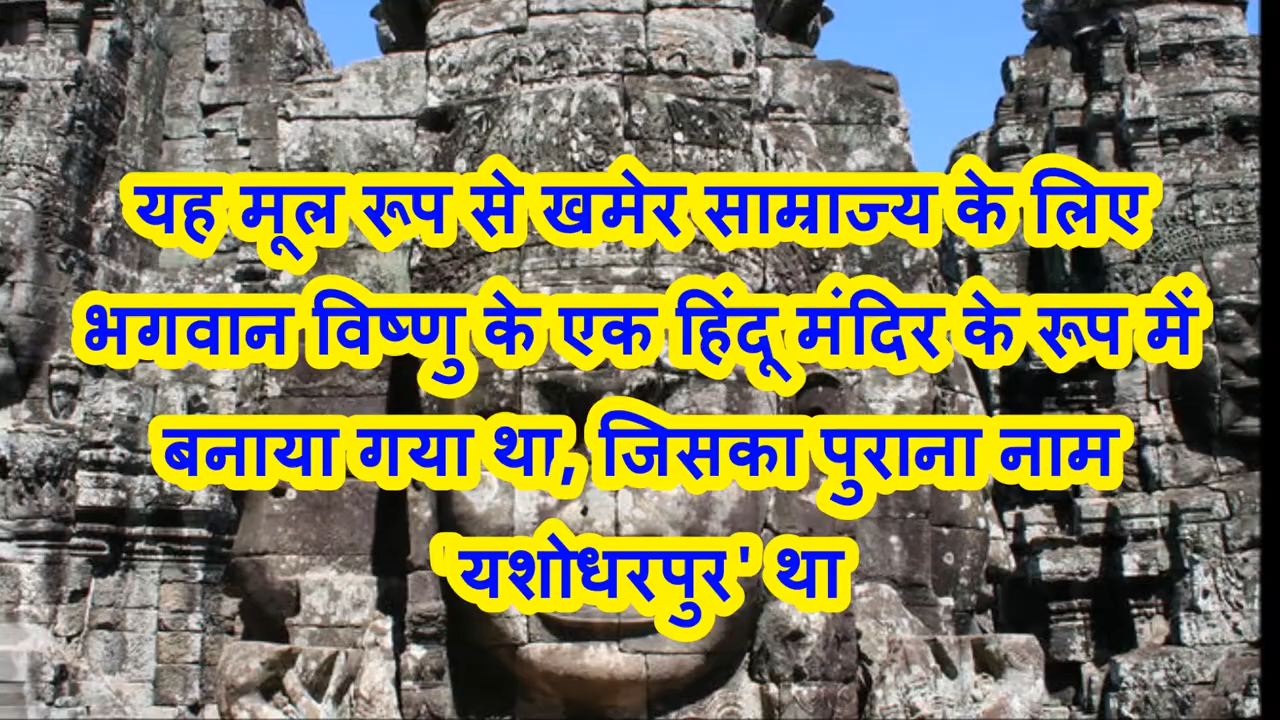 यह मूल रूप से खमेर साम्राज्य के लिए
भगवान विष्णु के एक हिंदू मंदिर के रूप में
बनाया गया था, जिसका पुराना नाम
'यशोधरपुर' था